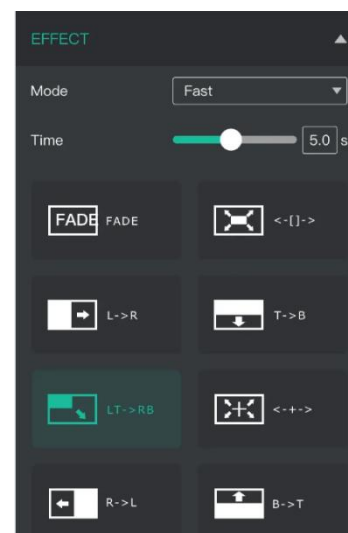 EFFECT
Mode Fast
Time 5.0 s
FADE FADE <-[]->
L->R T->B
LT->RB <-+->
R->L B->T